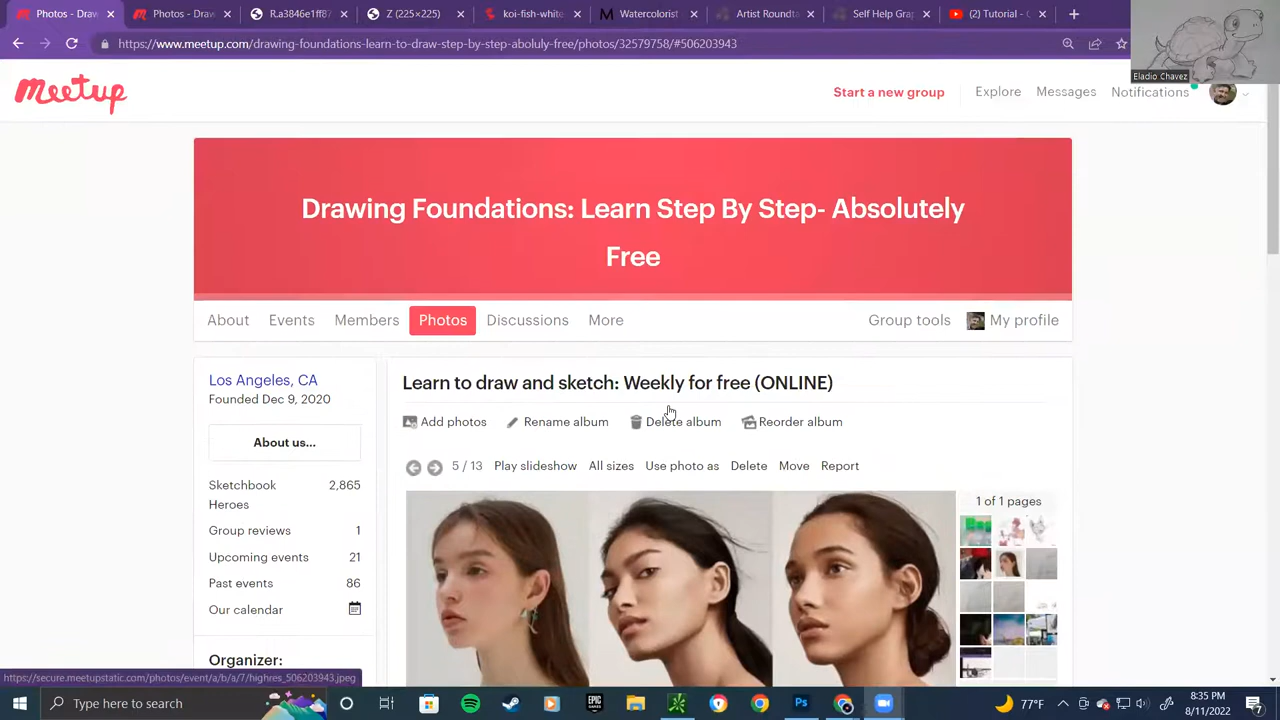 Photos - Draw
Photos - Draw
R.a3846e1ff87
Z (225×225)
koi-fish-white
Watercolorist
Artist Roundta
Self Help Grap
(2) Tutorial - C
https://www.meetup.com/drawing-foundations-learn-to-draw-step-by-step-aboluly-free/photos/32579758/#506203943
Eladio Chavez
meetup
Start a new group
Explore
Messages
Notifications
Drawing Foundations: Learn Step By Step- Absolutely
Free
About
Events
Members
Photos
Discussions
More
Group tools
My profile
Los Angeles, CA
Founded Dec 9, 2020
About us...
Sketchbook 2,865
Heroes
Group reviews 1
Upcoming events 21
Past events 86
Our calendar
Organizer:
Learn to draw and sketch: Weekly for free (ONLINE)
Add photos
Rename album
Delete album
Reorder album
5 / 13
Play slideshow
All sizes
Use photo as
Delete
Move
Report
1 of 1 pages
https://secure.meetupstatic.com/photos/event/a/b/a/7/highres_506203943.jpeg
Type here to search
EPIC
GAMES
77°F
8:35 PM
8/11/2022